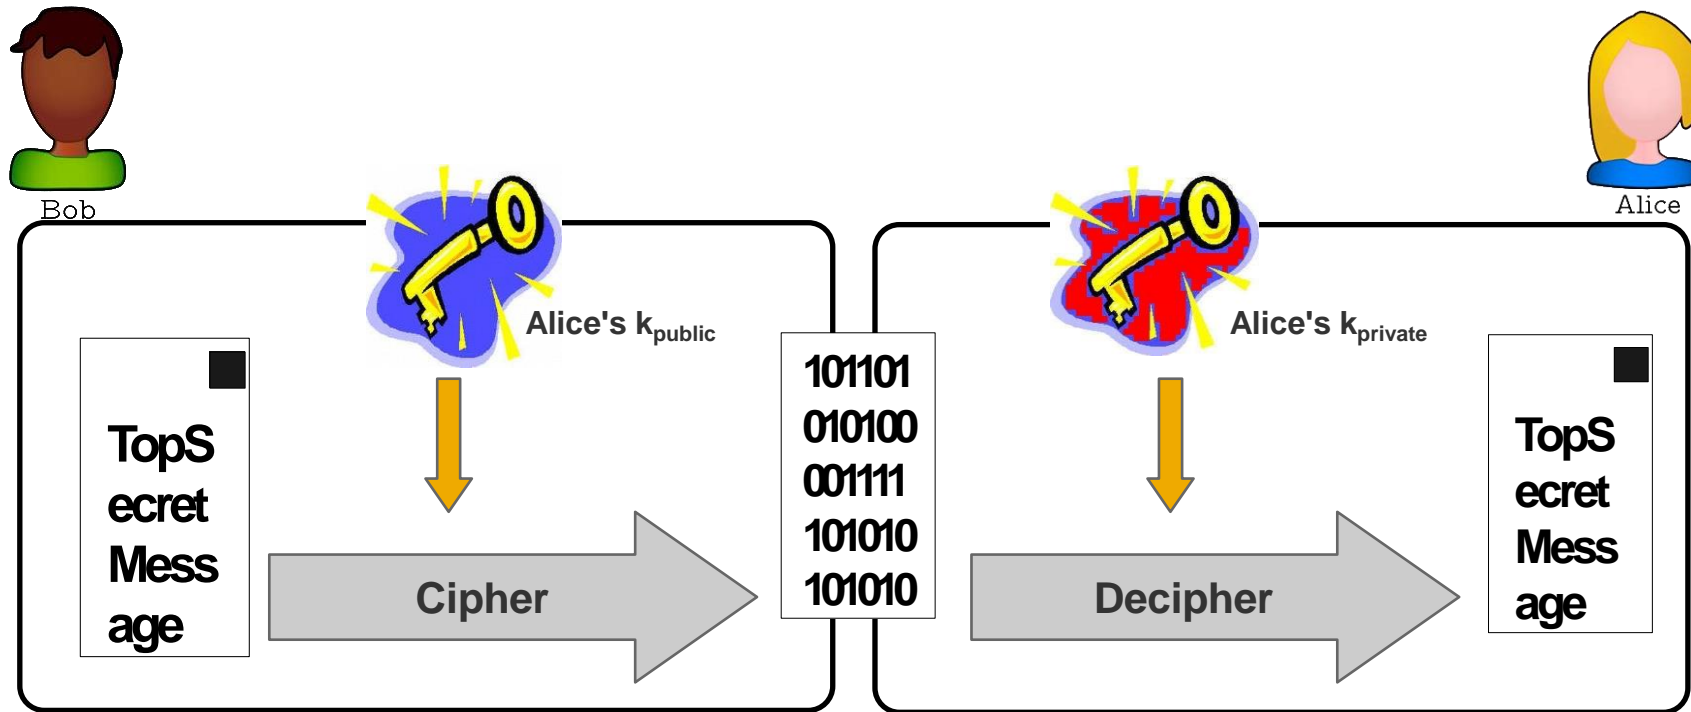 Bob
Alice
Alice's kpublic
Alice's kprivate
TopS
ecret
Mess
age
Cipher
101101
010100
001111
101010
101010
Decipher
TopS
ecret
Mess
age